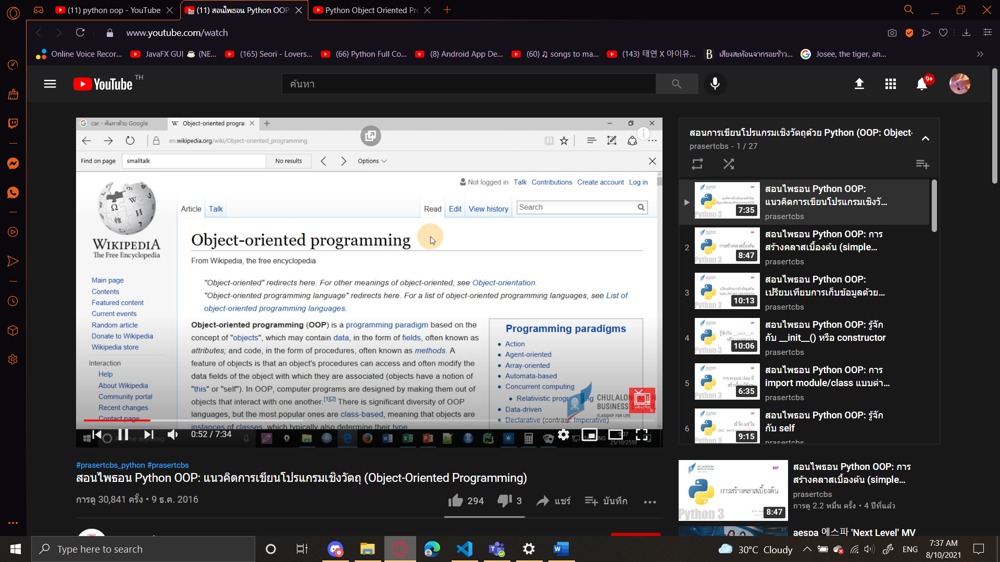 (11) python oop - YouTube
(11) สอนไพธอน Python OOP
Python Object Oriented Pro
www.youtube.com/watch
Online Voice Recor...
JavaFX GUI ☕ (NE...
(165) Seori - Lovers...
(66) Python Full Co...
(8) Android App De...
(60) ♫ songs to ma...
(143) 태연 X 아이유...
เสียงสะท้อนจากรอยร้าว...
Josee, the tiger, an...
YouTube TH
ค้นหา
9+
car - ค้นหาด้วย Google
Object-oriented prograr
en.wikipedia.org/wiki/Object-oriented_programming
Find on page
smalltalk
No results
Options
Not logged in Talk Contributions Create account Log in
Article Talk
Read Edit View history
Search
WIKIPEDIA
The Free Encyclopedia
Object-oriented programming
From Wikipedia, the free encyclopedia
"Object-oriented" redirects here. For other meanings of object-oriented, see Object-orientation.
"Object-oriented programming language" redirects here. For a list of object-oriented programming languages, see List of
object-oriented programming languages.
Main page
Contents
Featured content
Current events
Random article
Donate to Wikipedia
Wikipedia store
Interaction
Help
About Wikipedia
Community portal
Recent changes
Contact page
Object-oriented programming (OOP) is a programming paradigm based on the
concept of "objects", which may contain data, in the form of fields, often known as
attributes; and code, in the form of procedures, often known as methods. A
feature of objects is that an object's procedures can access and often modify the
data fields of the object with which they are associated (objects have a notion of
"this" or "self"). In OOP, computer programs are designed by making them out of
objects that interact with one another.[1][2] There is significant diversity of OOP
languages, but the most popular ones are class-based, meaning that objects are
instances of classes, which typically also determine their type
Programming paradigms
Action
Agent-oriented
Array-oriented
Automata-based
Concurrent computing
Relativistic
Data-driven
Declarative (contrast: Imperative)
CHULALONGKORN
BUSINESS
FLAGSHIP FOR LIFE
subscribe
0:52 / 7:34
25/10/2559
#prasertcbs_python #prasertcbs
สอนไพธอน Python OOP: แนวคิดการเขียนโปรแกรมเชิงวัตถุ (Object-Oriented Programming)
การดู 30,841 ครั้ง • 9 ธ.ค. 2016
294
3
แชร์
บันทึก
สอนการเขียนโปรแกรมเชิงวัตถุด้วย Python (OOP: Object-
prasertcbs - 1 / 27
สอนไพธอน Python OOP:
แนวคิดการเขียนโปรแกรมเชิงวั...
prasertcbs
7:35
2
สอนไพธอน Python OOP: การ
สร้างคลาสเบื้องต้น (simple...
prasertcbs
8:47
3
สอนไพธอน Python OOP:
เปรียบเทียบการเก็บข้อมูลด้วย...
prasertcbs
10:13
4
สอนไพธอน Python OOP: รู้จัก
กับ __init__() หรือ constructor
prasertcbs
10:06
5
สอนไพธอน Python OOP: การ
import module/class แบบต่า...
prasertcbs
6:35
6
สอนไพธอน Python OOP: รู้จัก
กับ self
prasertcbs
9:15
CHULALONGKORN
BUSINESS SCHOOL
OOP
การสร้างคลาสเบื้องต้น
Python 3
8:47
สอนไพธอน Python OOP: การ
สร้างคลาสเบื้องต้น (simple...
prasertcbs
การดู 2.2 หมื่น ครั้ง • 4 ปีที่แล้ว
aespa 에스파 'Next Level' MV
Type here to search
30°C Cloudy
ENG
7:37 AM
8/10/2021